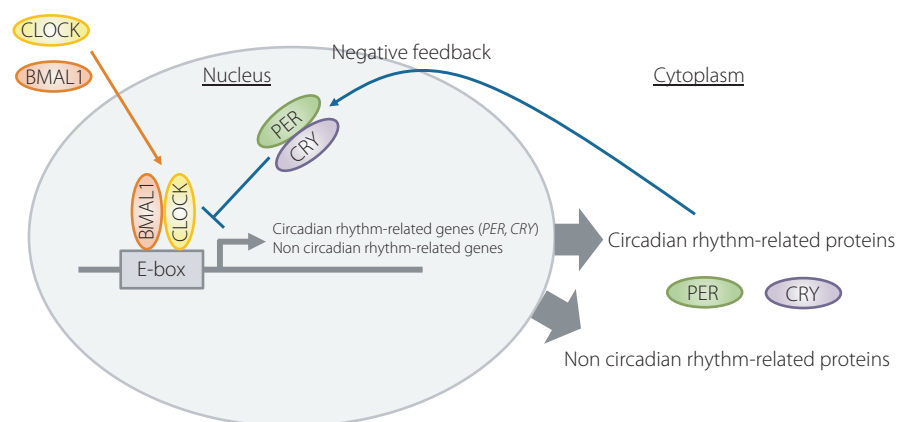 CLOCK
BMAL1
Negative feedback
Nucleus
Cytoplasm
PER
CRY
BMAL1
CLOCK
Circadian rhythm-related genes (PER, CRY)
Non circadian rhythm-related genes
E-box
Circadian rhythm-related proteins
PER
CRY
Non circadian rhythm-related proteins